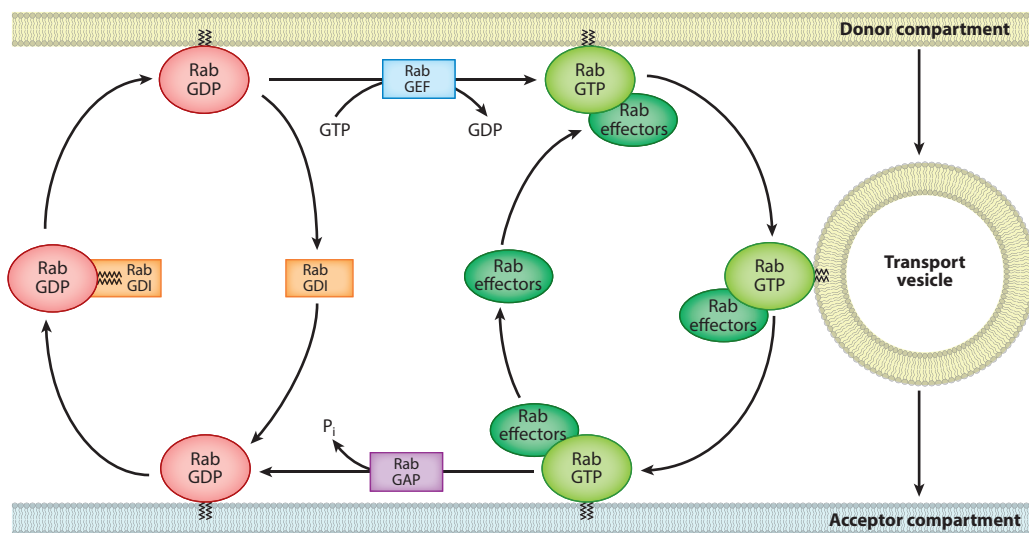 Donor compartment
Rab
GDP
Rab
GEF
GTP
GDP
Rab
GTP
Rab
effectors
Rab
GDP
Rab
GDI
Rab
GDI
Rab
effectors
Rab
GTP
Rab
effectors
Transport
vesicle
Rab
GDP
Pi
Rab
GAP
Rab
effectors
Rab
GTP
Acceptor compartment